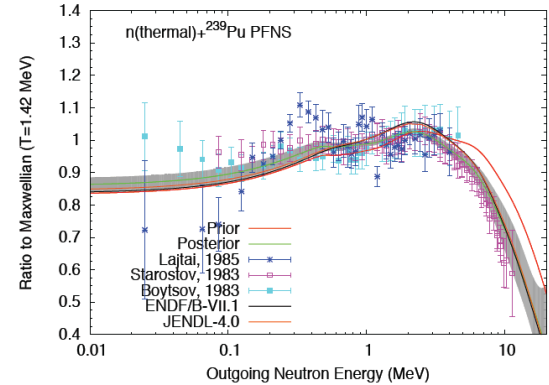 n(thermal)+²³⁹Pu PFNS
Ratio to Maxwellian (T=1.42 MeV)
1.4
1.3
1.2
1.1
1
0.9
0.8
0.7
0.6
0.5
0.4
Prior
Posterior
Lajtai, 1985
Starostov, 1983
Boytsov, 1983
ENDF/B-VII.1
JENDL-4.0
0.01 0.1 1 10
Outgoing Neutron Energy (MeV)